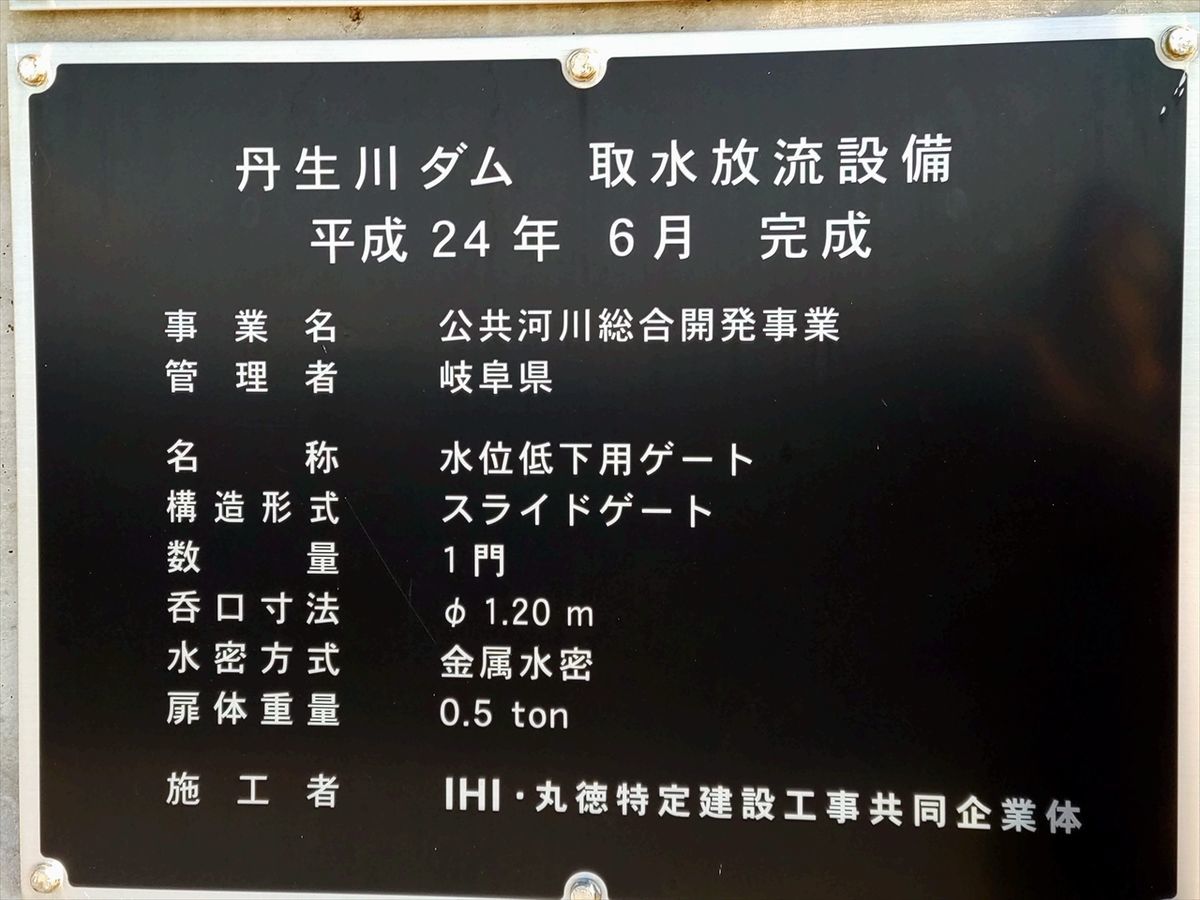 丹生川ダム　取水放流設備
平成 24 年 6 月 完成
事業名 公共河川総合開発事業
管理者 岐阜県
名称 水位低下用ゲート
構造形式 スライドゲート
数量 1 門
呑口寸法 φ 1.20 m
水密方式 金属水密
扉体重量 0.5 ton
施工者 IHI・丸徳特定建設工事共同企業体